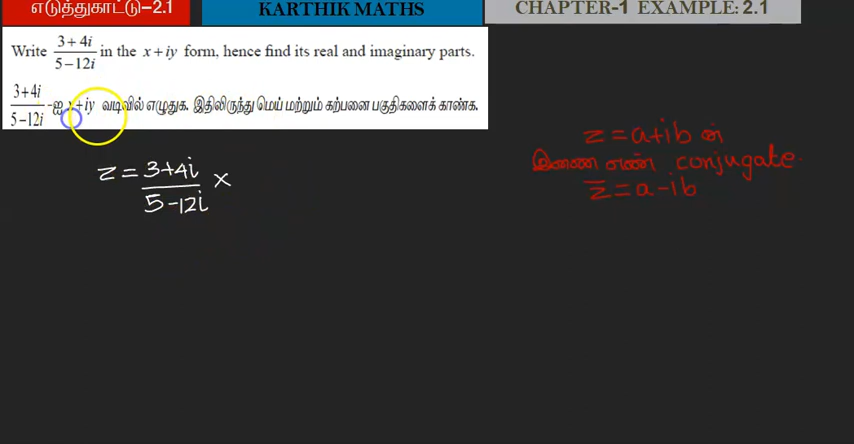 எடுத்துகாட்டு–2.1
KARTHIK MATHS
CHAPTER-1 EXAMPLE: 2.1
Write 3+4i / 5−12i in the x+iy form, hence find its real and imaginary parts.
3+4i / 5−12i -ஐ x+iy வடிவில் எழுதுக. இதிலிருந்து மெய் மற்றும் கற்பனை பகுதிகளைக் காண்க.
z = 3+4i / 5−12i ×
z = a+ib ன்
இணை எண் conjugate
z̅ = a−ib